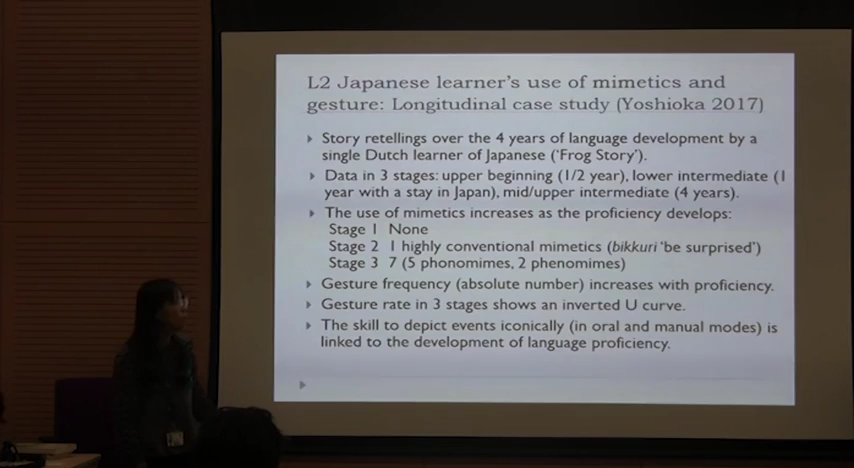 L2 Japanese learner's use of mimetics and
gesture: Longitudinal case study (Yoshioka 2017)
Story retellings over the 4 years of language development by a
single Dutch learner of Japanese ('Frog Story').
Data in 3 stages: upper beginning (1/2 year), lower intermediate (1
year with a stay in Japan), mid/upper intermediate (4 years).
The use of mimetics increases as the proficiency develops:
Stage 1 None
Stage 2 1 highly conventional mimetics (bikkuri 'be surprised')
Stage 3 7 (5 phonomimes, 2 phenomimes)
Gesture frequency (absolute number) increases with proficiency.
Gesture rate in 3 stages shows an inverted U curve.
The skill to depict events iconically (in oral and manual modes) is
linked to the development of language proficiency.